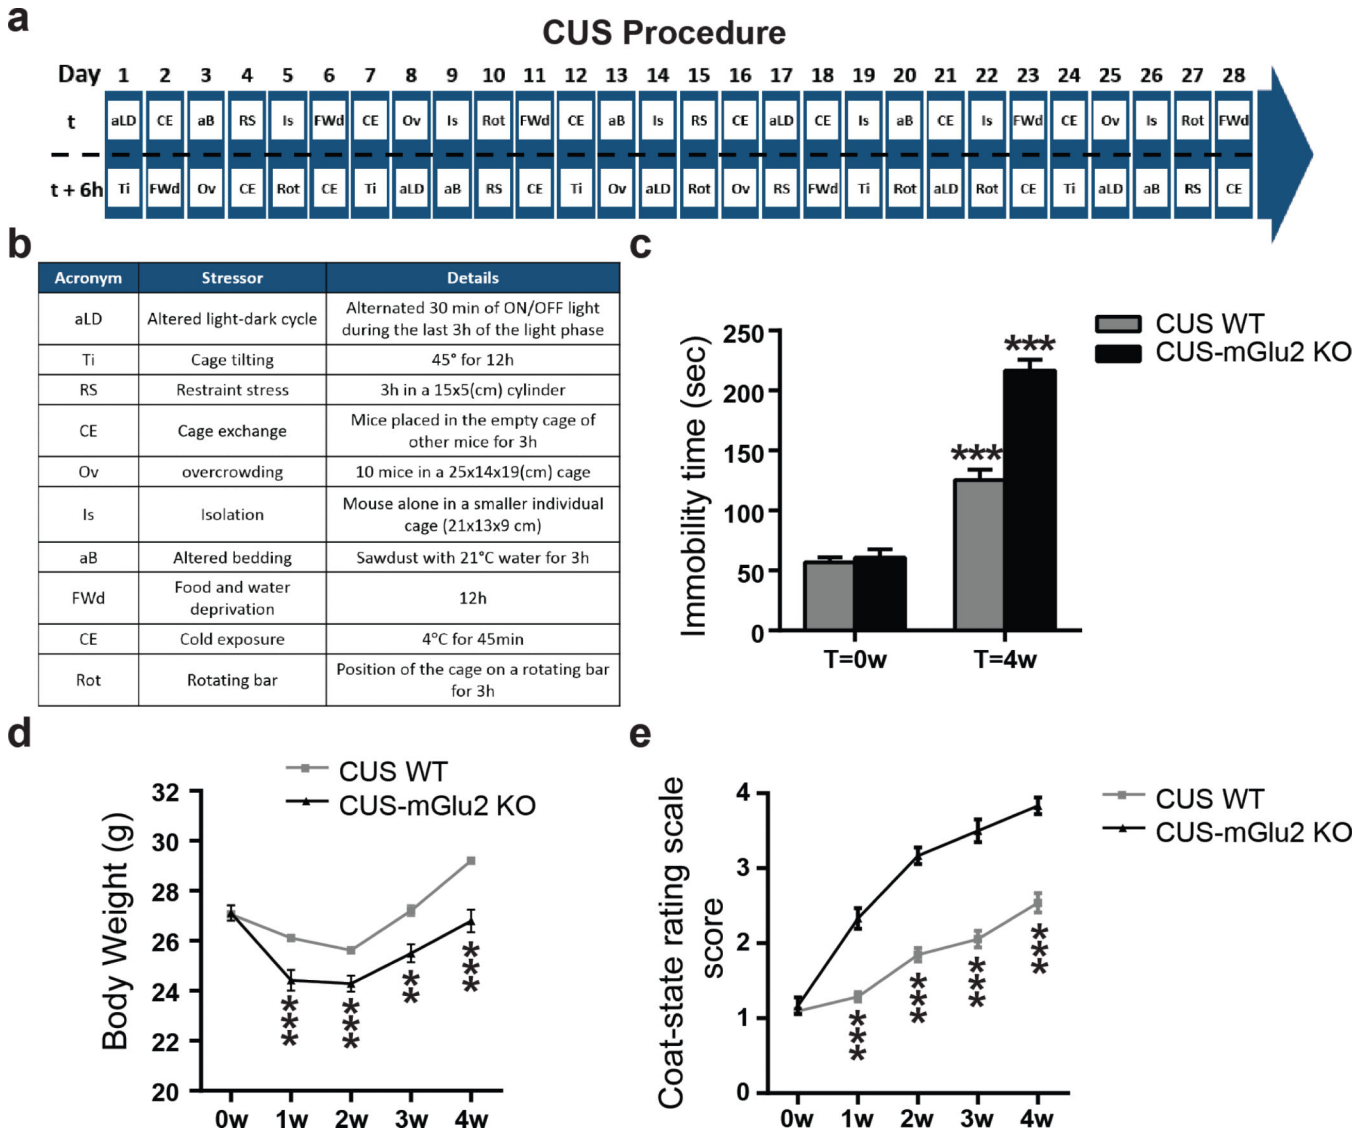 a
CUS Procedure
Day 1 2 3 4 5 6 7 8 9 10 11 12 13 14 15 16 17 18 19 20 21 22 23 24 25 26 27 28
t aLD CE aB RS Is FWd CE Ov Is Rot FWd CE aB Is RS CE aLD CE Is aB CE Is FWd CE Ov Is Rot FWd
t + 6h Ti FWd Ov CE Rot CE Ti aLD aB RS CE Ti Ov aLD Rot Ov RS FWd Ti Rot aLD Rot CE Ti aLD aB RS CE
b
Acronym Stressor Details
aLD Altered light-dark cycle Alternated 30 min of ON/OFF light
during the last 3h of the light phase
Ti Cage tilting 45° for 12h
RS Restraint stress 3h in a 15x5(cm) cylinder
CE Cage exchange Mice placed in the empty cage of
other mice for 3h
Ov overcrowding 10 mice in a 25x14x19(cm) cage
Is Isolation Mouse alone in a smaller individual
cage (21x13x9 cm)
aB Altered bedding Sawdust with 21°C water for 3h
FWd Food and water
deprivation 12h
CE Cold exposure 4°C for 45min
Rot Rotating bar Position of the cage on a rotating bar
for 3h
c
CUS WT
CUS-mGlu2 KO
Immobility time (sec)
250
200
150
100
50
0
***
***
T=0w T=4w
d
CUS WT
CUS-mGlu2 KO
Body Weight (g)
32
30
28
26
24
22
20
***
***
**
***
0w 1w 2w 3w 4w
e
CUS WT
CUS-mGlu2 KO
Coat-state rating scale
score
4
3
2
1
0
***
***
***
***
0w 1w 2w 3w 4w